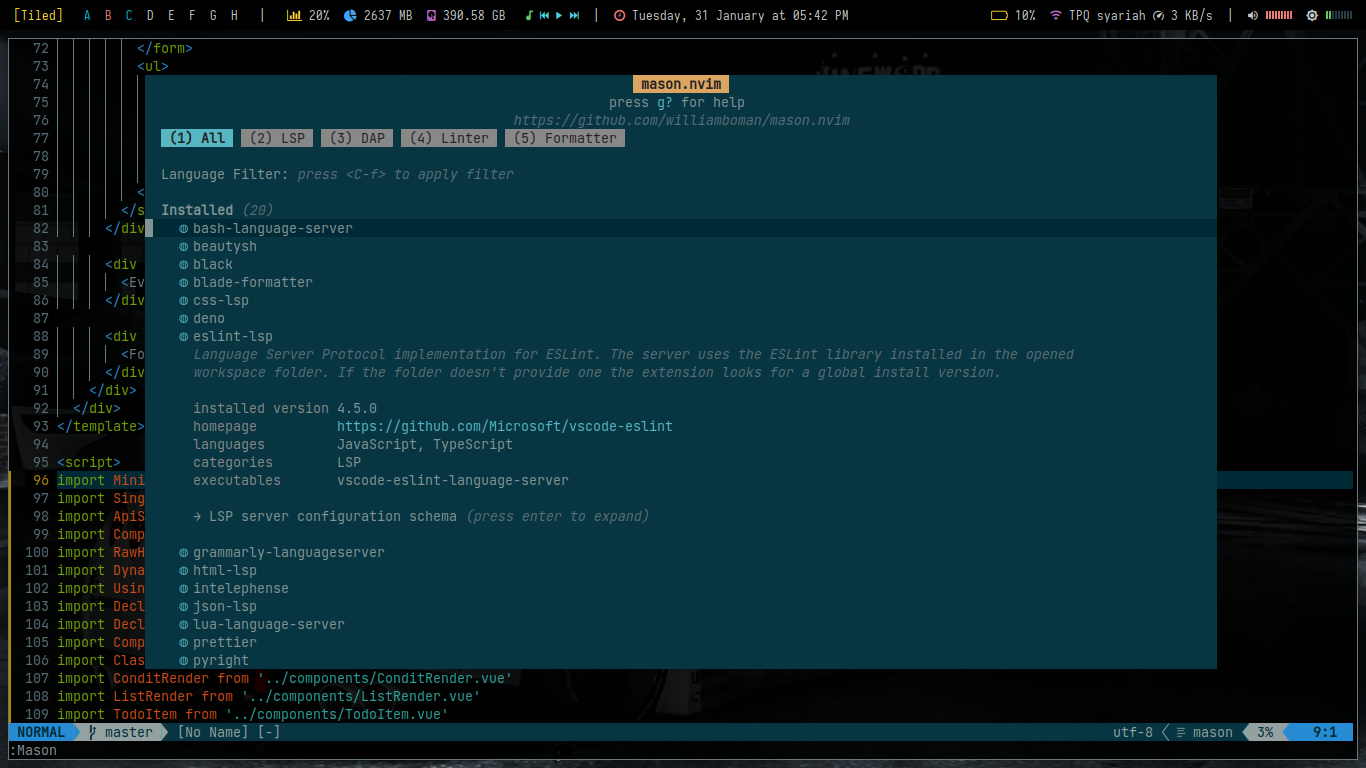 [Tiled] A B C D E F G H | 20% 2637 MB 390.58 GB | Tuesday, 31 January at 05:42 PM 10% TPQ syariah 3 KB/s |
72 </form>
73 <ul>
74 mason.nvim
75 press g? for help
76 https://github.com/williamboman/mason.nvim
77 (1) All (2) LSP (3) DAP (4) Linter (5) Formatter
78
79 Language Filter: press <C-f> to apply filter
80 <
81 </s Installed (20)
82 </div bash-language-server
83 beautysh
84 <div black
85 <Ev blade-formatter
86 </div css-lsp
87 deno
88 <div eslint-lsp
89 <Fo Language Server Protocol implementation for ESLint. The server uses the ESLint library installed in the opened
90 </div workspace folder. If the folder doesn't provide one the extension looks for a global install version.
91 </div>
92 </div> installed version 4.5.0
93 </template> homepage https://github.com/Microsoft/vscode-eslint
94 languages JavaScript, TypeScript
95 <script> categories LSP
96 import Mini executables vscode-eslint-language-server
97 import Sing
98 import ApiS → LSP server configuration schema (press enter to expand)
99 import Comp
100 import RawH grammarly-languageserver
101 import Dyna html-lsp
102 import Usin intelephense
103 import Decl json-lsp
104 import Decl lua-language-server
105 import Comp prettier
106 import Clas pyright
107 import ConditRender from '../components/ConditRender.vue'
108 import ListRender from '../components/ListRender.vue'
109 import TodoItem from '../components/TodoItem.vue'
NORMAL master [No Name] [-] utf-8 mason 3% 9:1
:Mason